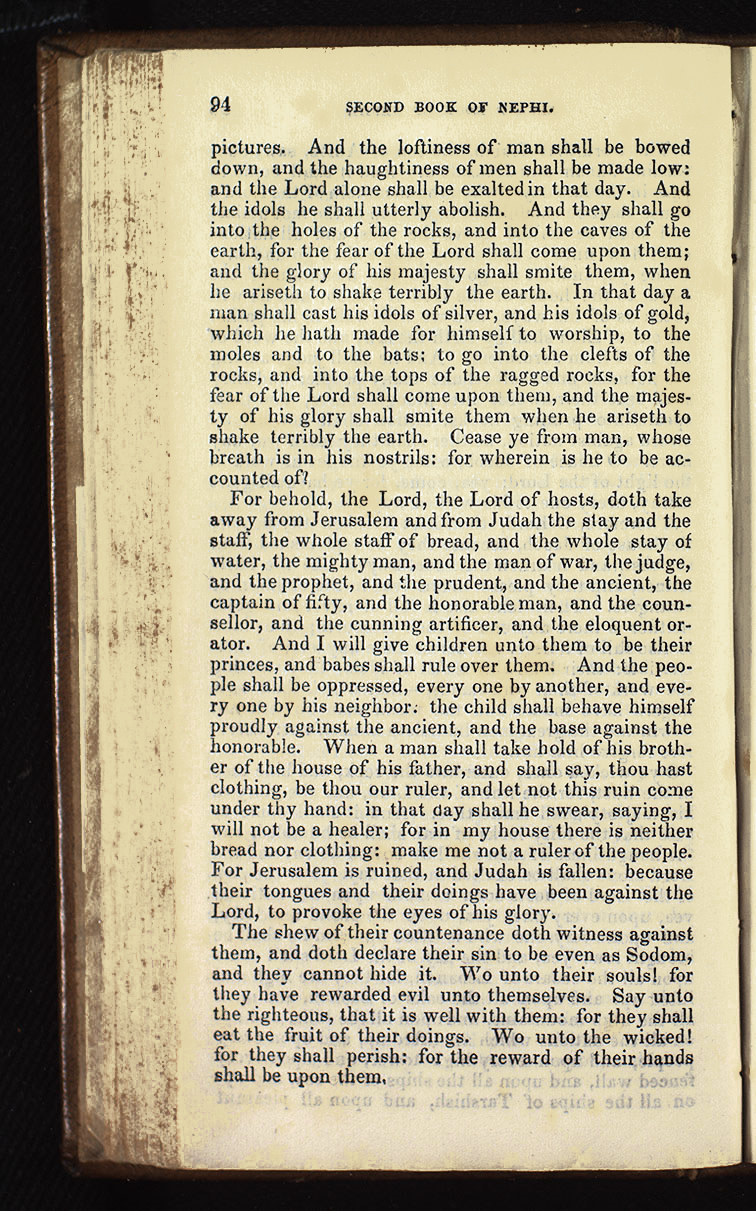 94 SECOND BOOK OF NEPHI.
pictures. And the loftiness of man shall be bowed
down, and the haughtiness of men shall be made low:
and the Lord alone shall be exalted in that day. And
the idols he shall utterly abolish. And they shall go
into the holes of the rocks, and into the caves of the
earth, for the fear of the Lord shall come upon them;
and the glory of his majesty shall smite them, when
he ariseth to shake terribly the earth. In that day a
man shall cast his idols of silver, and his idols of gold,
which he hath made for himself to worship, to the
moles and to the bats; to go into the clefts of the
rocks, and into the tops of the ragged rocks, for the
fear of the Lord shall come upon them, and the majes-
ty of his glory shall smite them when he ariseth to
shake terribly the earth. Cease ye from man, whose
breath is in his nostrils: for wherein is he to be ac-
counted of?
For behold, the Lord, the Lord of hosts, doth take
away from Jerusalem and from Judah the stay and the
staff, the whole staff of bread, and the whole stay of
water, the mighty man, and the man of war, the judge,
and the prophet, and the prudent, and the ancient, the
captain of fifty, and the honorable man, and the coun-
sellor, and the cunning artificer, and the eloquent or-
ator. And I will give children unto them to be their
princes, and babes shall rule over them. And the peo-
ple shall be oppressed, every one by another, and eve-
ry one by his neighbor: the child shall behave himself
proudly against the ancient, and the base against the
honorable. When a man shall take hold of his broth-
er of the house of his father, and shall say, thou hast
clothing, be thou our ruler, and let not this ruin come
under thy hand: in that day shall he swear, saying, I
will not be a healer; for in my house there is neither
bread nor clothing: make me not a ruler of the people.
For Jerusalem is ruined, and Judah is fallen: because
their tongues and their doings have been against the
Lord, to provoke the eyes of his glory.
The shew of their countenance doth witness against
them, and doth declare their sin to be even as Sodom,
and they cannot hide it. Wo unto their souls! for
they have rewarded evil unto themselves. Say unto
the righteous, that it is well with them: for they shall
eat the fruit of their doings. Wo unto the wicked!
for they shall perish: for the reward of their hands
shall be upon them.